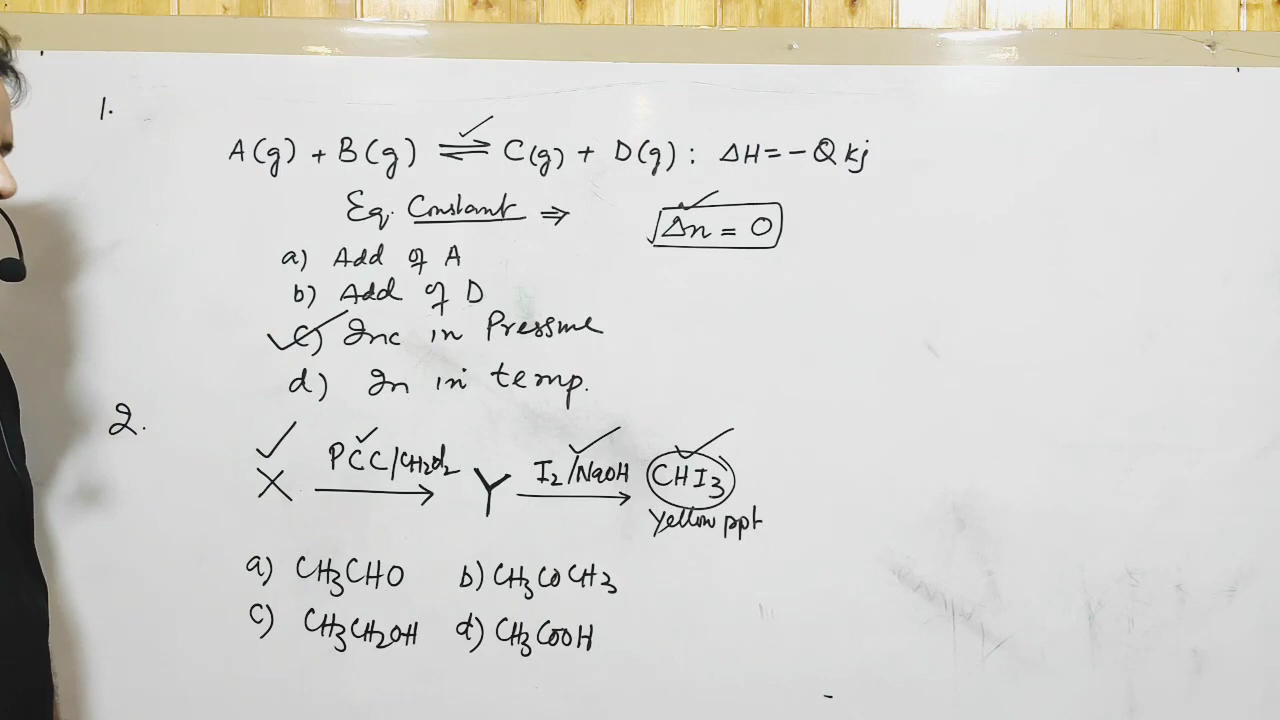 1.
A(g) + B(g) ⇌ C(g) + D(g) : ΔH = - Q kj
Eq. Constant ⇒ Δn = 0
a) Add of A
b) Add of D
c) Inc in Pressure
d) In in temp.
2.
X PCC/CH2Cl2 → Y I2/NaOH → CHI3
Yellow ppt
a) CH3CHO b) CH3COCH3
c) CH3CH2OH d) CH3COOH